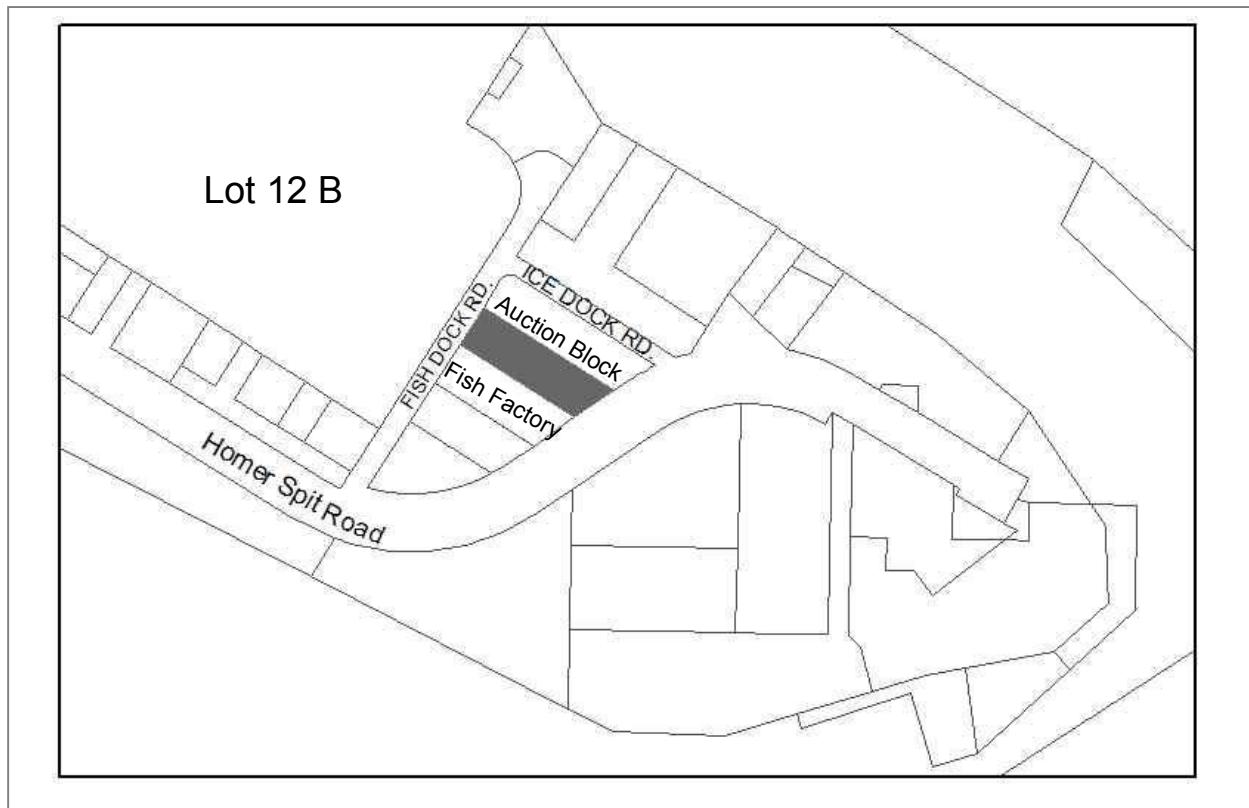 Lot 12 B
ICE DOCK RD.
FISH DOCK RD.
Auction Block
Fish Factory
Homer Spit Road